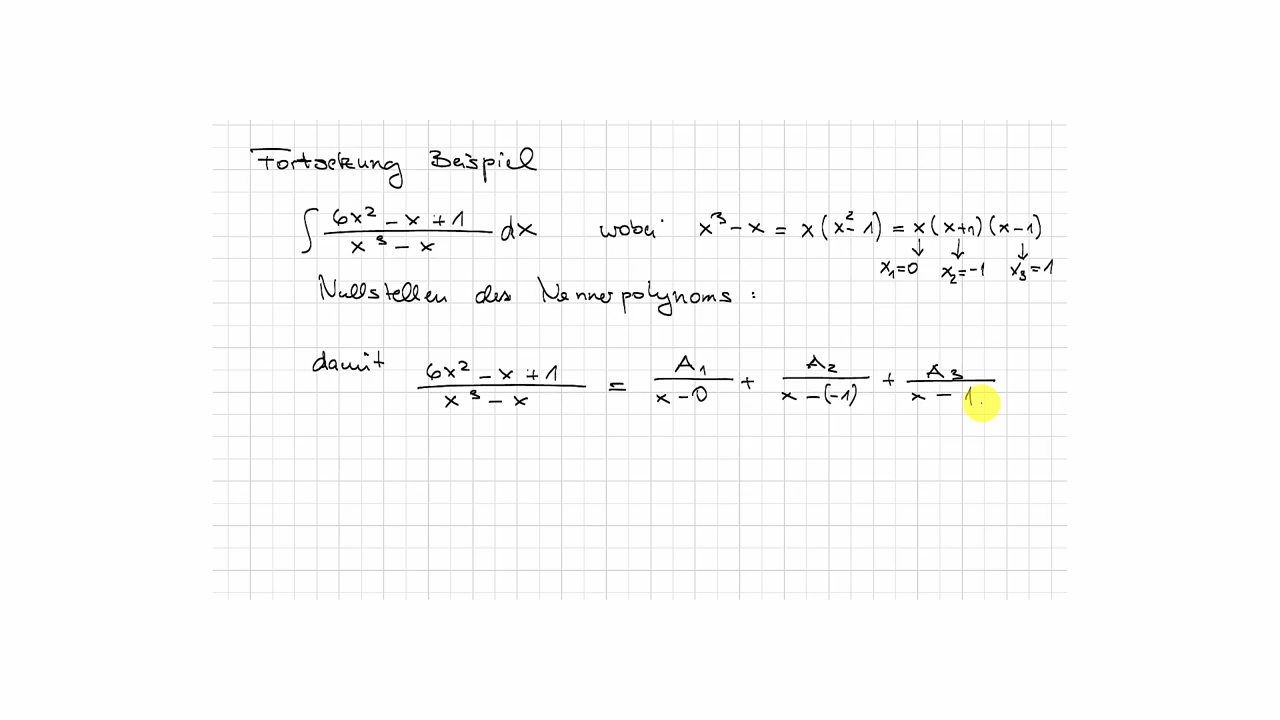 Fortsetzung Beispiel
∫ (6x² - x + 1)/(x³ - x) dx wobei x³ - x = x(x² - 1) = x(x+1)(x-1)
↓ ↓ ↓
x₁=0 x₂=-1 x₃=1
Nullstellen des Nennerpolynoms :
damit (6x² - x + 1)/(x³ - x) = A₁/(x - 0) + A₂/(x - (-1)) + A₃/(x - 1)